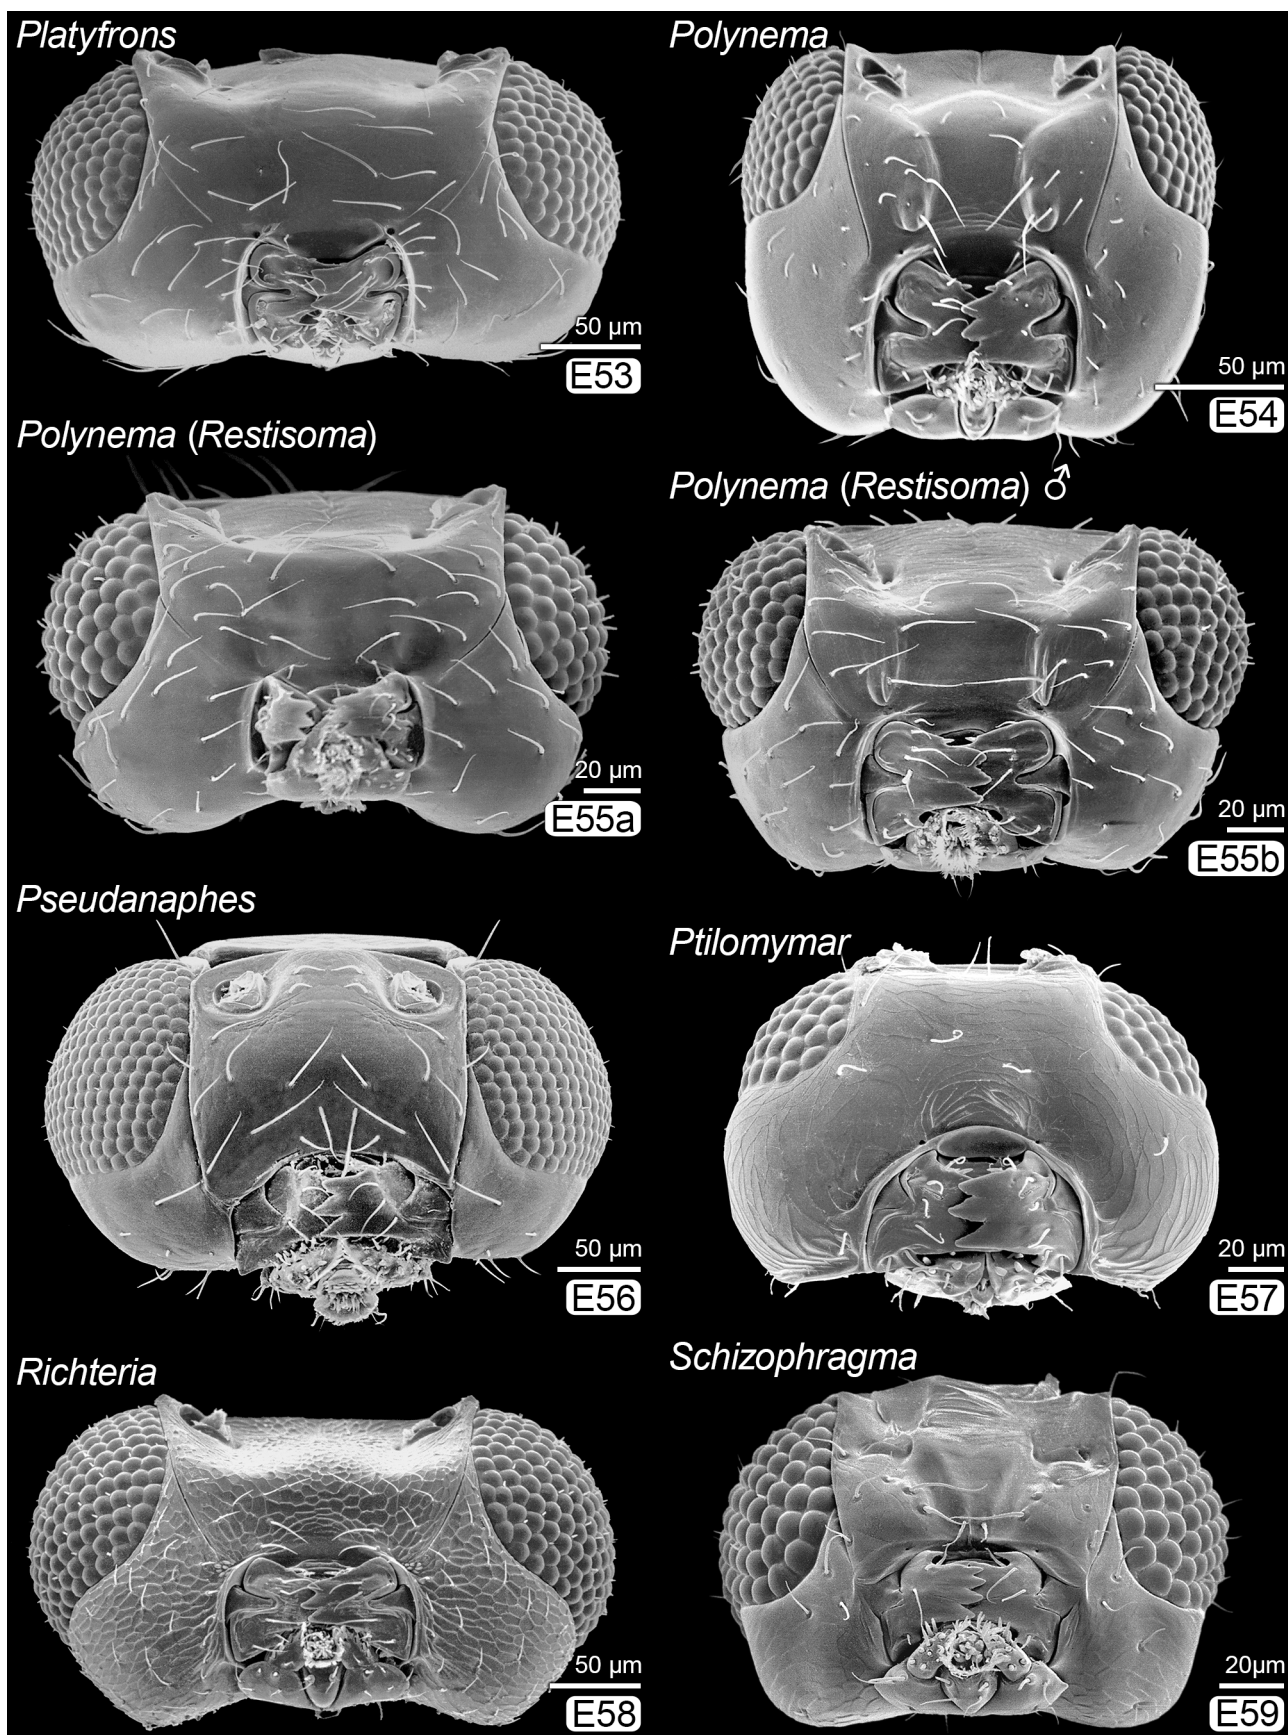 Platyfrons
50 µm
E53
Polynema
50 µm
E54
Polynema (Restisoma)
20 µm
E55a
Polynema (Restisoma) ♂
20 µm
E55b
Pseudanaphes
50 µm
E56
Ptilomymar
20 µm
E57
Richteria
50 µm
E58
Schizophragma
20µm
E59